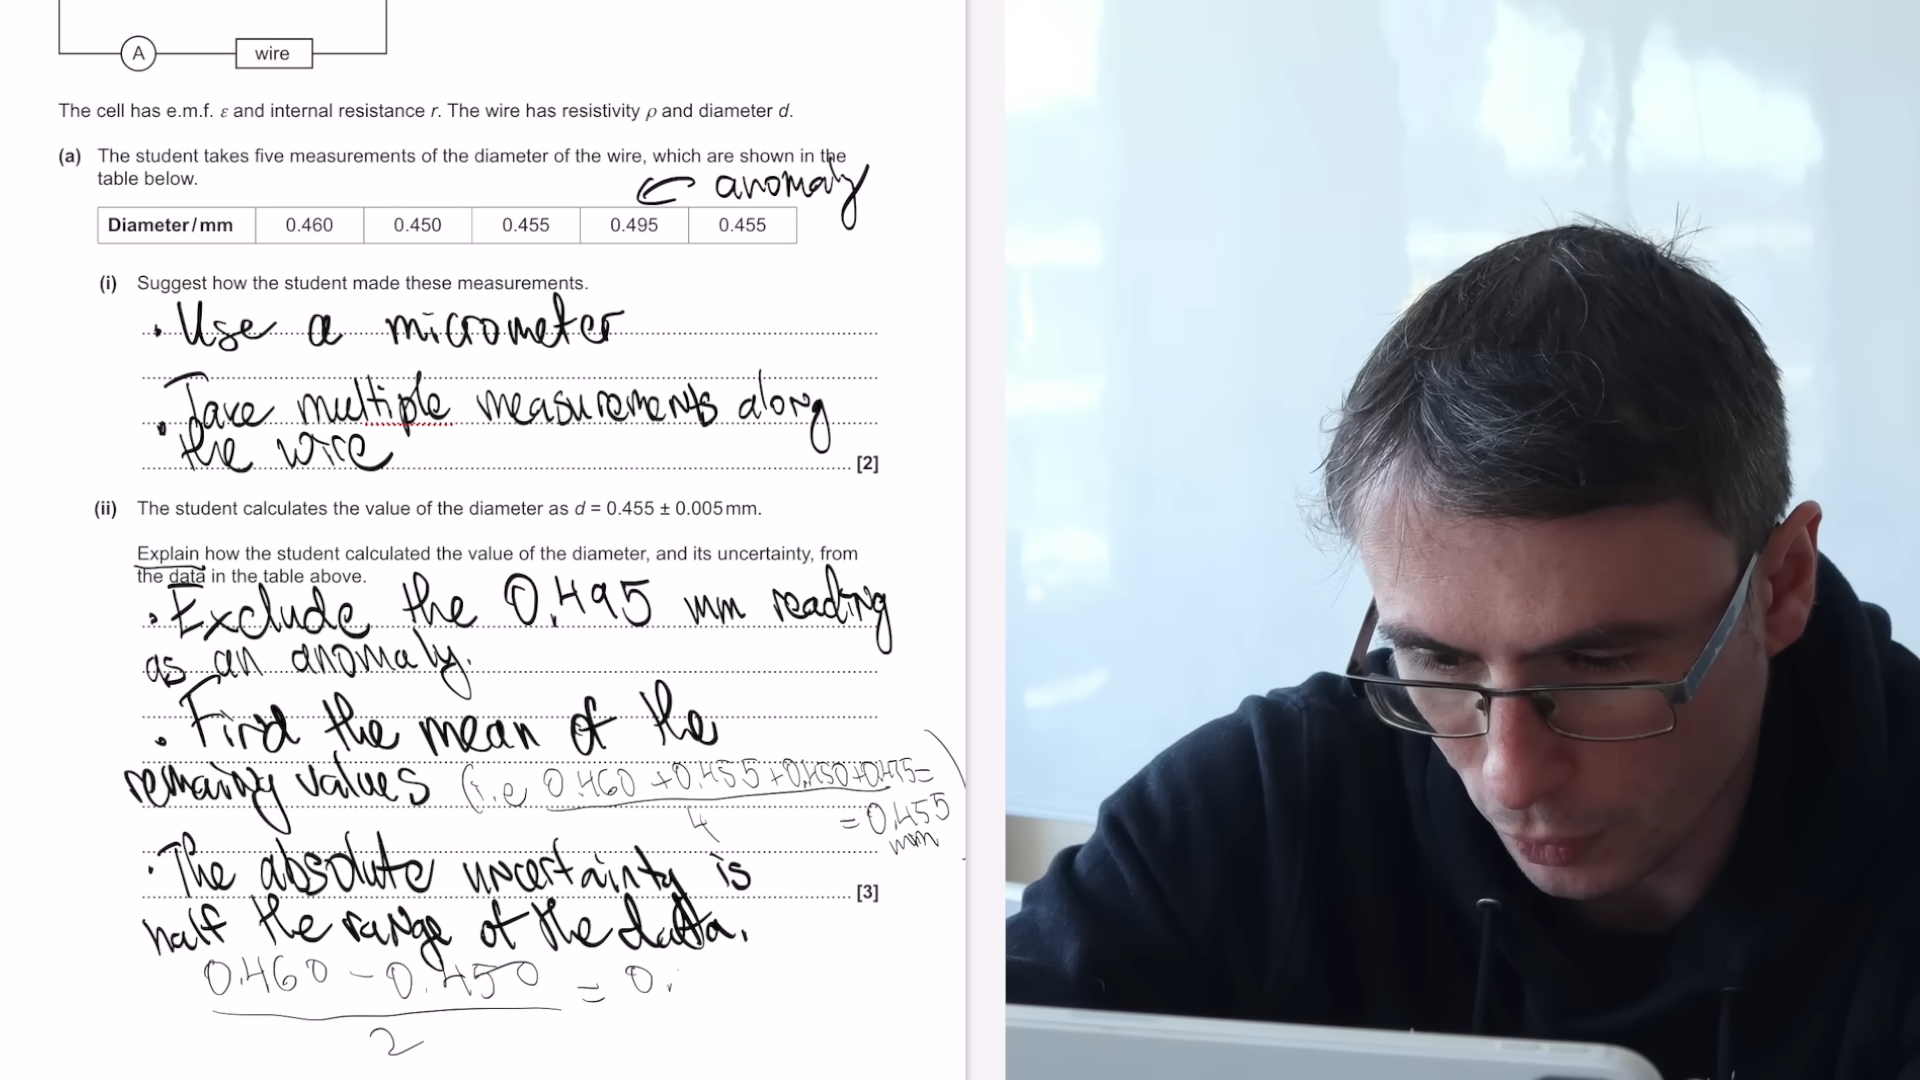 A
wire
The cell has e.m.f. ε and internal resistance r. The wire has resistivity ρ and diameter d.
(a) The student takes five measurements of the diameter of the wire, which are shown in the
table below.
← anomaly
Diameter/mm 0.460 0.450 0.455 0.495 0.455
(i) Suggest how the student made these measurements.
• Use a micrometer
• Take multiple measurements along
the wire
[2]
(ii) The student calculates the value of the diameter as d = 0.455 ± 0.005 mm.
Explain how the student calculated the value of the diameter, and its uncertainty, from
the data in the table above.
• Exclude the 0.495 mm reading
as an anomaly.
• Find the mean of the
remaing values (i.e 0.460 + 0.455 + 0.450 + 0.455 =
4
= 0.455
mm)
• The absolute uncertainty is
[3]
half the range of the data.
0.460 - 0.450 = 0.
2